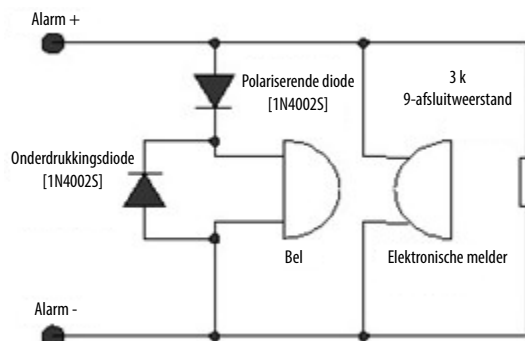 Alarm +
Polariserende diode
[1N4002S]
3 k
9-afsluitweerstand
Onderdrukkingsdiode
[1N4002S]
Bel
Elektronische melder
Alarm -